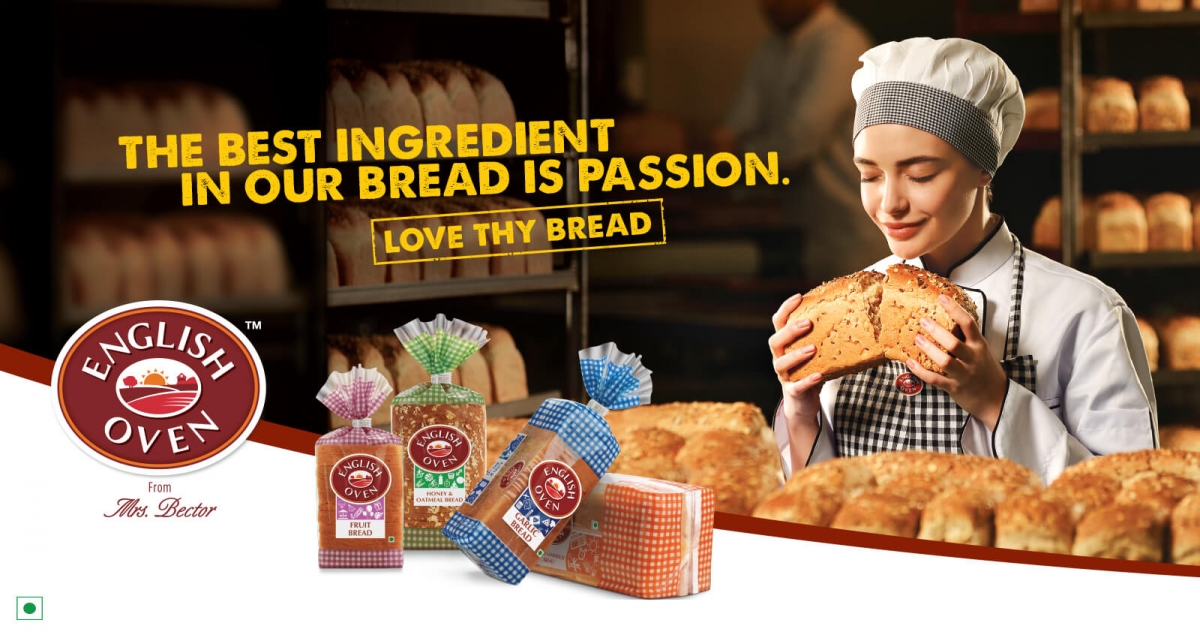 THE BEST INGREDIENT
IN OUR BREAD IS PASSION.
LOVE THY BREAD
ENGLISH
OVEN
TM
From
Mrs. Bector
ENGLISH
OVEN
FRUIT
BREAD
ENGLISH
OVEN
HONEY &
OATMEAL BREAD
ENGLISH
OVEN
GARLIC
BREAD